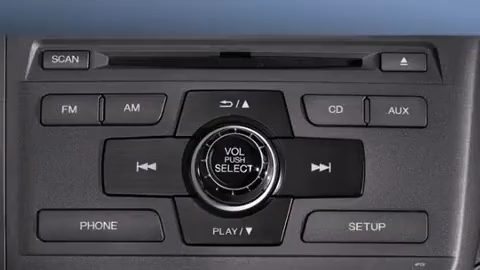 SCAN
FM
AM
/
CD
AUX
VOL
PUSH
SELECT
PHONE
PLAY/
SETUP